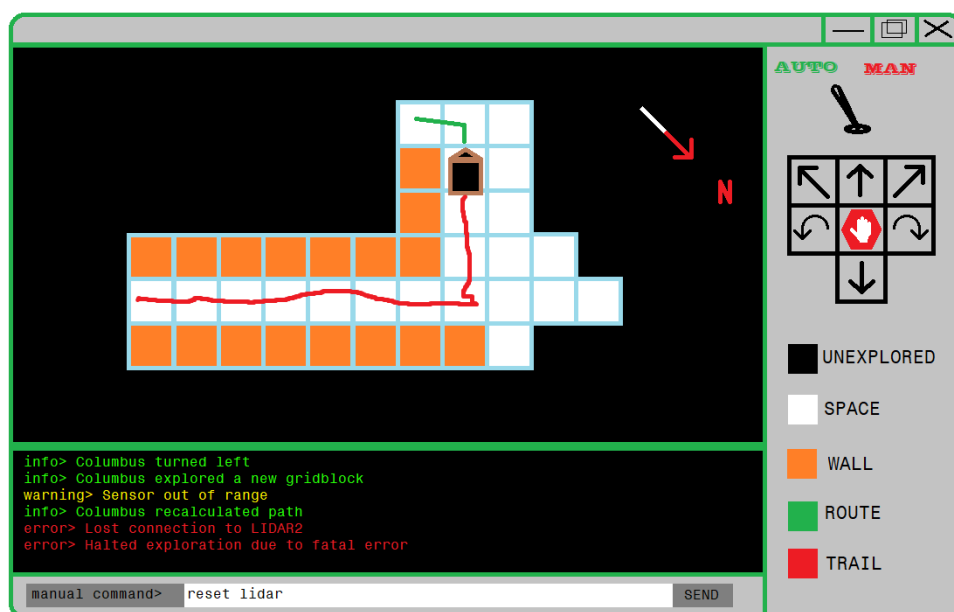 AUTO MAN
N
UNEXPLORED
SPACE
WALL
ROUTE
TRAIL
info> Columbus turned left
info> Columbus explored a new gridblock
warning> Sensor out of range
info> Columbus recalculated path
error> Lost connection to LIDAR2
error> Halted exploration due to fatal error
manual command> reset lidar SEND